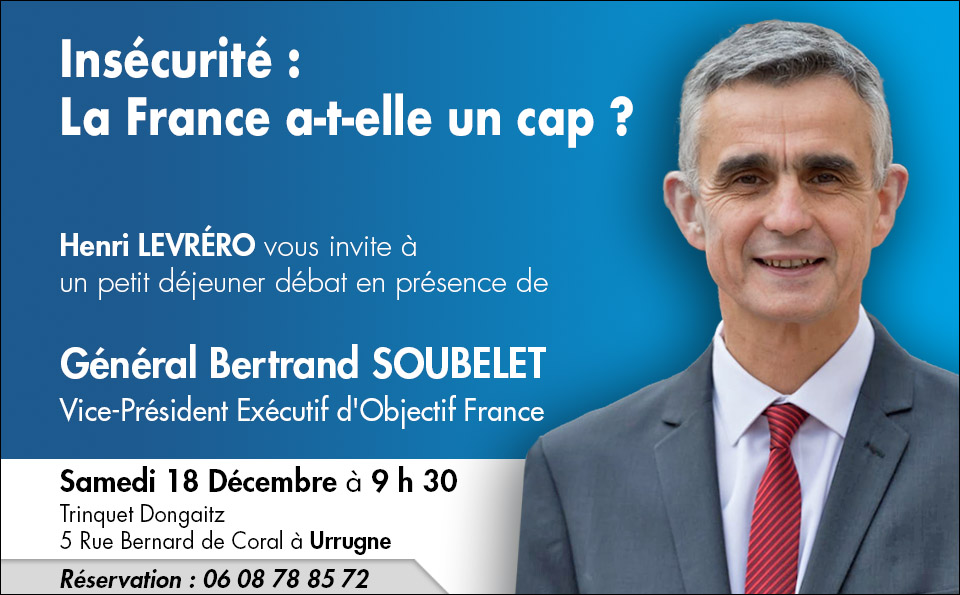 Insécurité :
La France a-t-elle un cap ?
Henri LEVRÉRO vous invite à
un petit déjeuner débat en présence de
Général Bertrand SOUBELET
Vice-Président Exécutif d'Objectif France
Samedi 18 Décembre à 9 h 30
Trinquet Dongaitz
5 Rue Bernard de Coral à Urrugne
Réservation : 06 08 78 85 72